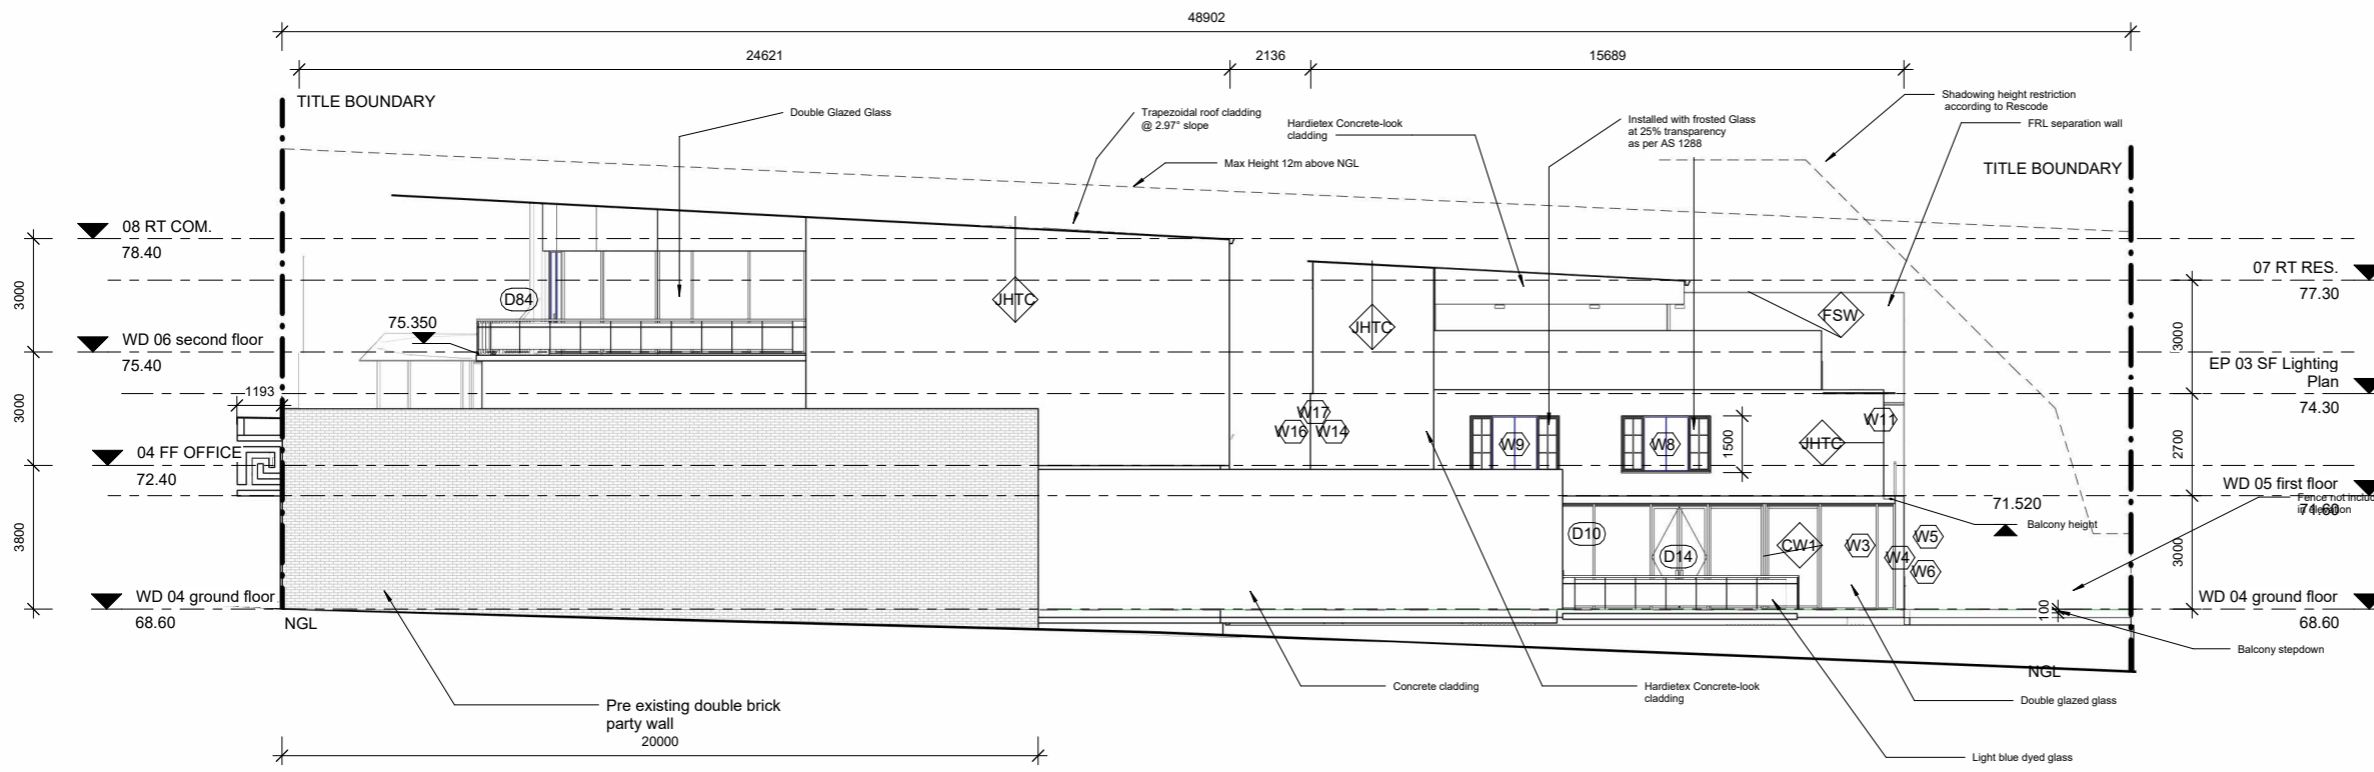 48902
24621
2136
15689
TITLE BOUNDARY
Double Glazed Glass
Trapezoidal roof cladding
@ 2.97° slope
Hardietex Concrete-look
cladding
Installed with frosted Glass
at 25% transparency
as per AS 1288
Shadowing height restriction
according to Rescode
FRL separation wall
Max Height 12m above NGL
TITLE BOUNDARY
08 RT COM.
78.40
07 RT RES.
77.30
3000
D84
JHTC
JHTC
FSW
75.350
WD 06 second floor
75.40
3000
EP 03 SF Lighting
Plan
74.30
1193
3000
W17
W16
W14
W9
W8
1500
JHTC
W11
2700
04 FF OFFICE
72.40
WD 05 first floor
71.60
71.520
Fence not includ
in elevation
Balcony height
3800
D10
D14
CW1
W3
W4
W5
W6
3000
WD 04 ground floor
68.60
NGL
100
WD 04 ground floor
68.60
Balcony stepdown
NGL
Concrete cladding
Hardietex Concrete-look
cladding
Double glazed glass
Pre existing double brick
party wall
20000
Light blue dyed glass